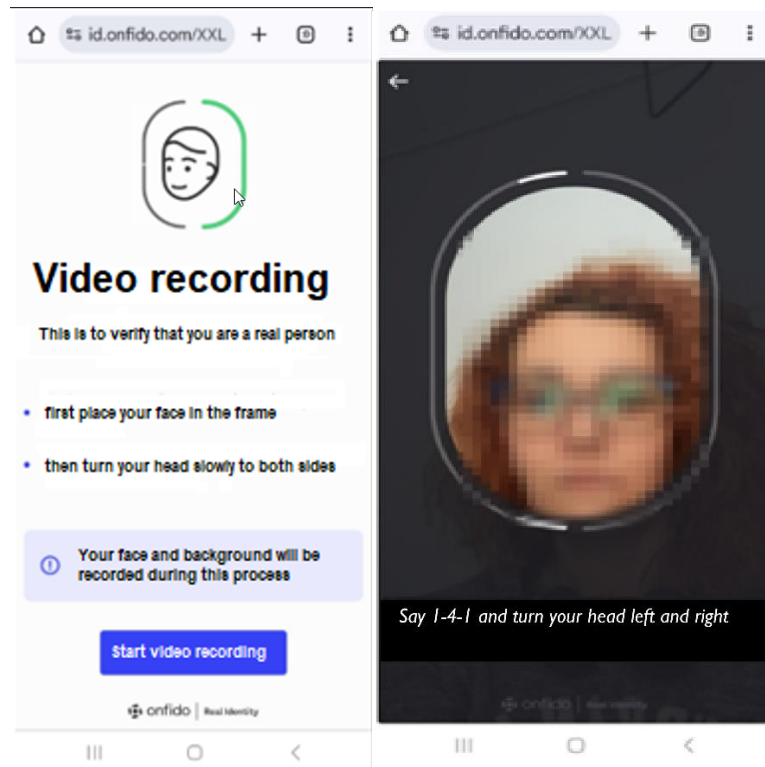 id.onfido.com/XXL
Video recording
This is to verify that you are a real person
first place your face in the frame
then turn your head slowly to both sides
Your face and background will be
recorded during this process
Start video recording
onfido | Real Identity
id.onfido.com/XXL
Say 1-4-1 and turn your head left and right
onfido | Real Identity